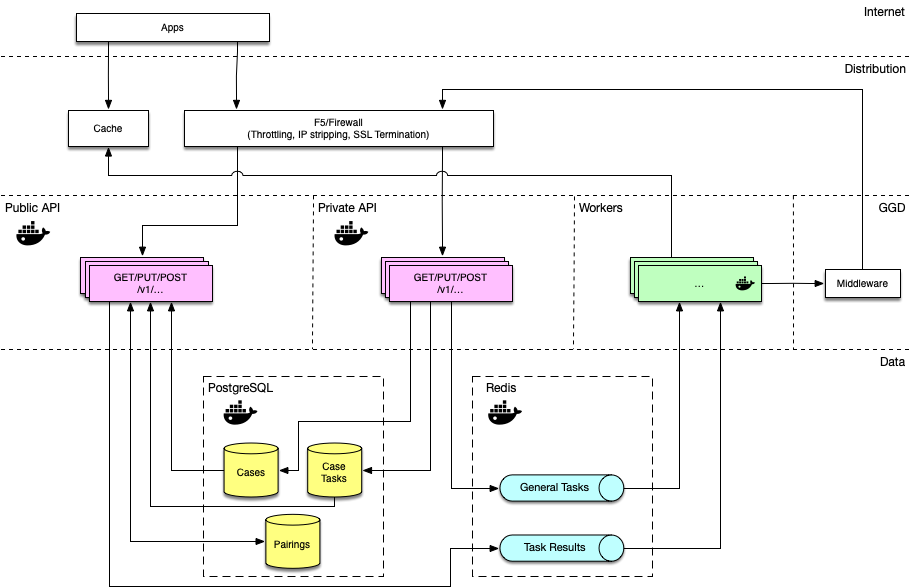 Internet
Apps
Distribution
Cache
F5/Firewall
(Throttling, IP stripping, SSL Termination)
Public API
Private API
Workers
GGD
GET/PUT/POST
/v1/...
GET/PUT/POST
/v1/...
...
Middleware
Data
PostgreSQL
Redis
Cases
Case
Tasks
General Tasks
Pairings
Task Results